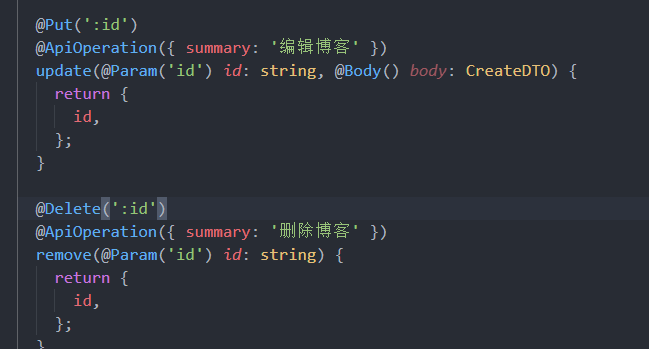 @Put(':id')
@ApiOperation({ summary: '编辑博客' })
update(@Param('id') id: string, @Body() body: CreateDTO) {
return {
id,
};
}
@Delete(':id')
@ApiOperation({ summary: '删除博客' })
remove(@Param('id') id: string) {
return {
id,
};
}